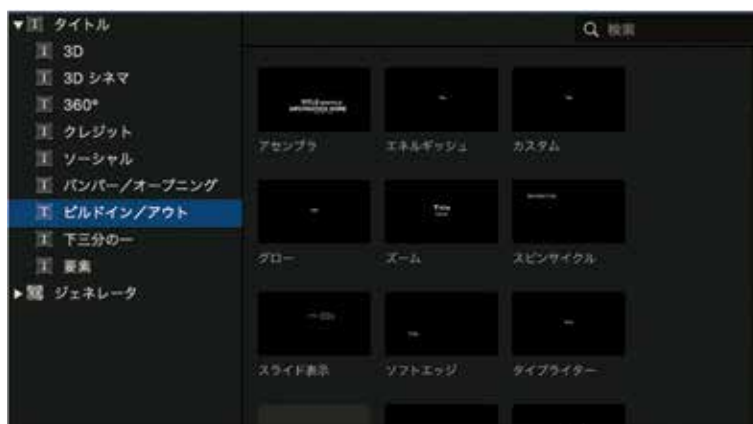 タイトル
3D
3D シネマ
360°
クレジット
ソーシャル
バンパー／オープニング
ビルドイン／アウト
下三分の一
要素
ジェネレータ
検索
アセンブラ
エネルギッシュ
カスタム
グロー
ズーム
スピンサイクル
Title
スライド表示
ソフトエッジ
タイプライター